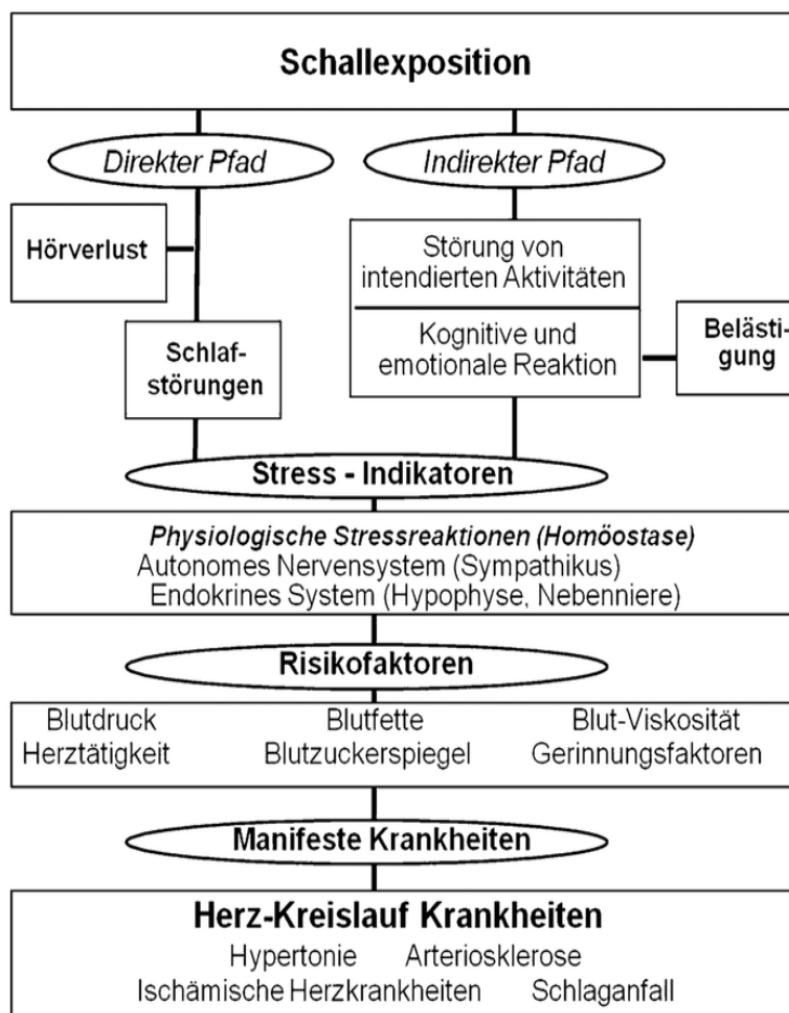 Schallexposition
Direkter Pfad
Indirekter Pfad
Hörverlust
Störung von
intendierten Aktivitäten
Schlaf-
störungen
Kognitive und
emotionale Reaktion
Belästi-
gung
Stress - Indikatoren
Physiologische Stressreaktionen (Homöostase)
Autonomes Nervensystem (Sympathikus)
Endokrines System (Hypophyse, Nebenniere)
Risikofaktoren
Blutdruck Blutfette Blut-Viskosität
Herztätigkeit Blutzuckerspiegel Gerinnungsfaktoren
Manifeste Krankheiten
Herz-Kreislauf Krankheiten
Hypertonie Arteriosklerose
Ischämische Herzkrankheiten Schlaganfall